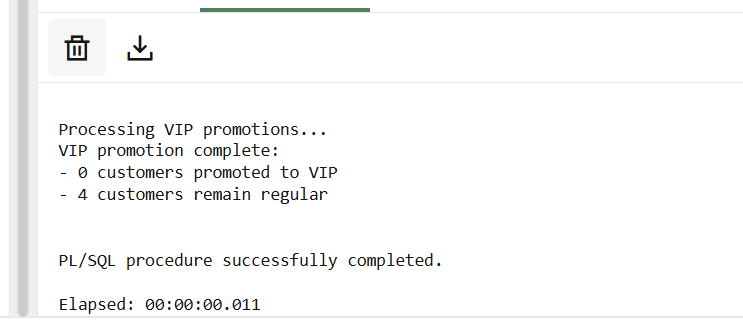 Processing VIP promotions...
VIP promotion complete:
- 0 customers promoted to VIP
- 4 customers remain regular
PL/SQL procedure successfully completed.
Elapsed: 00:00:00.011